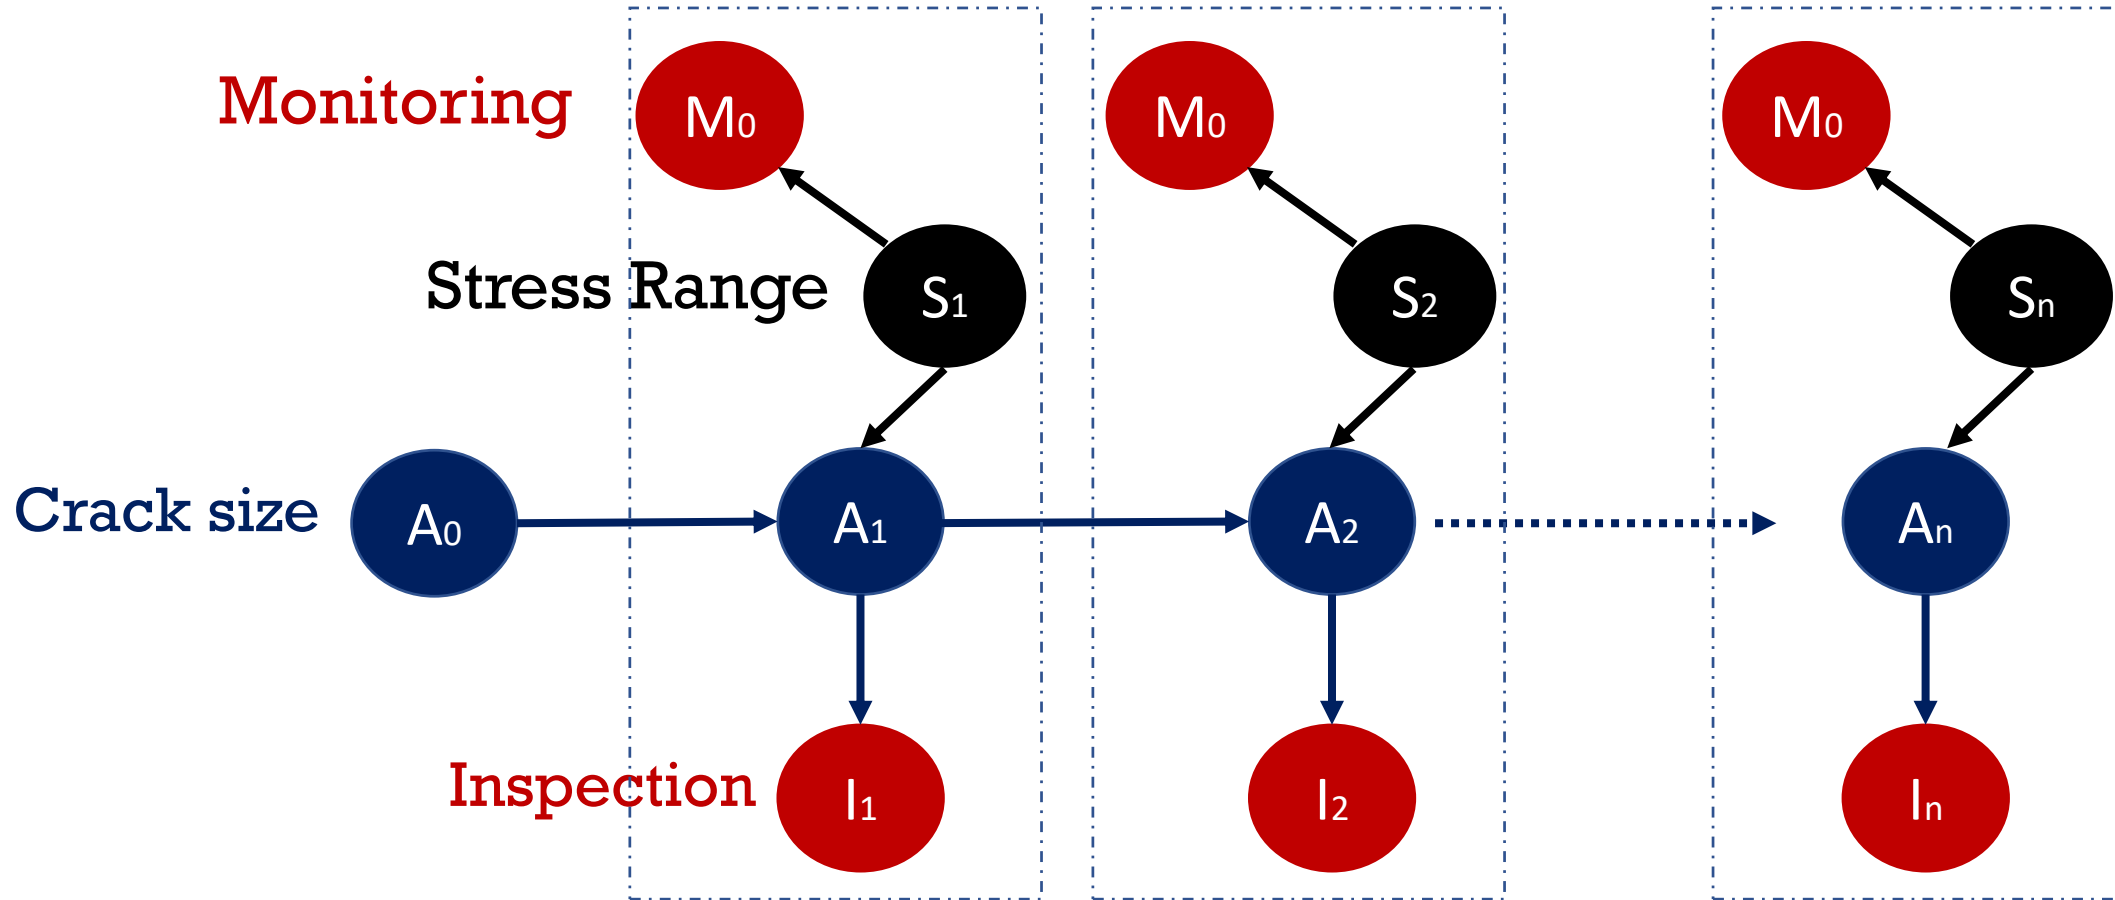 Monitoring M0 M0 M0
Stress Range S1 S2 Sn
Crack size A0 A1 A2 An
Inspection I1 I2 In